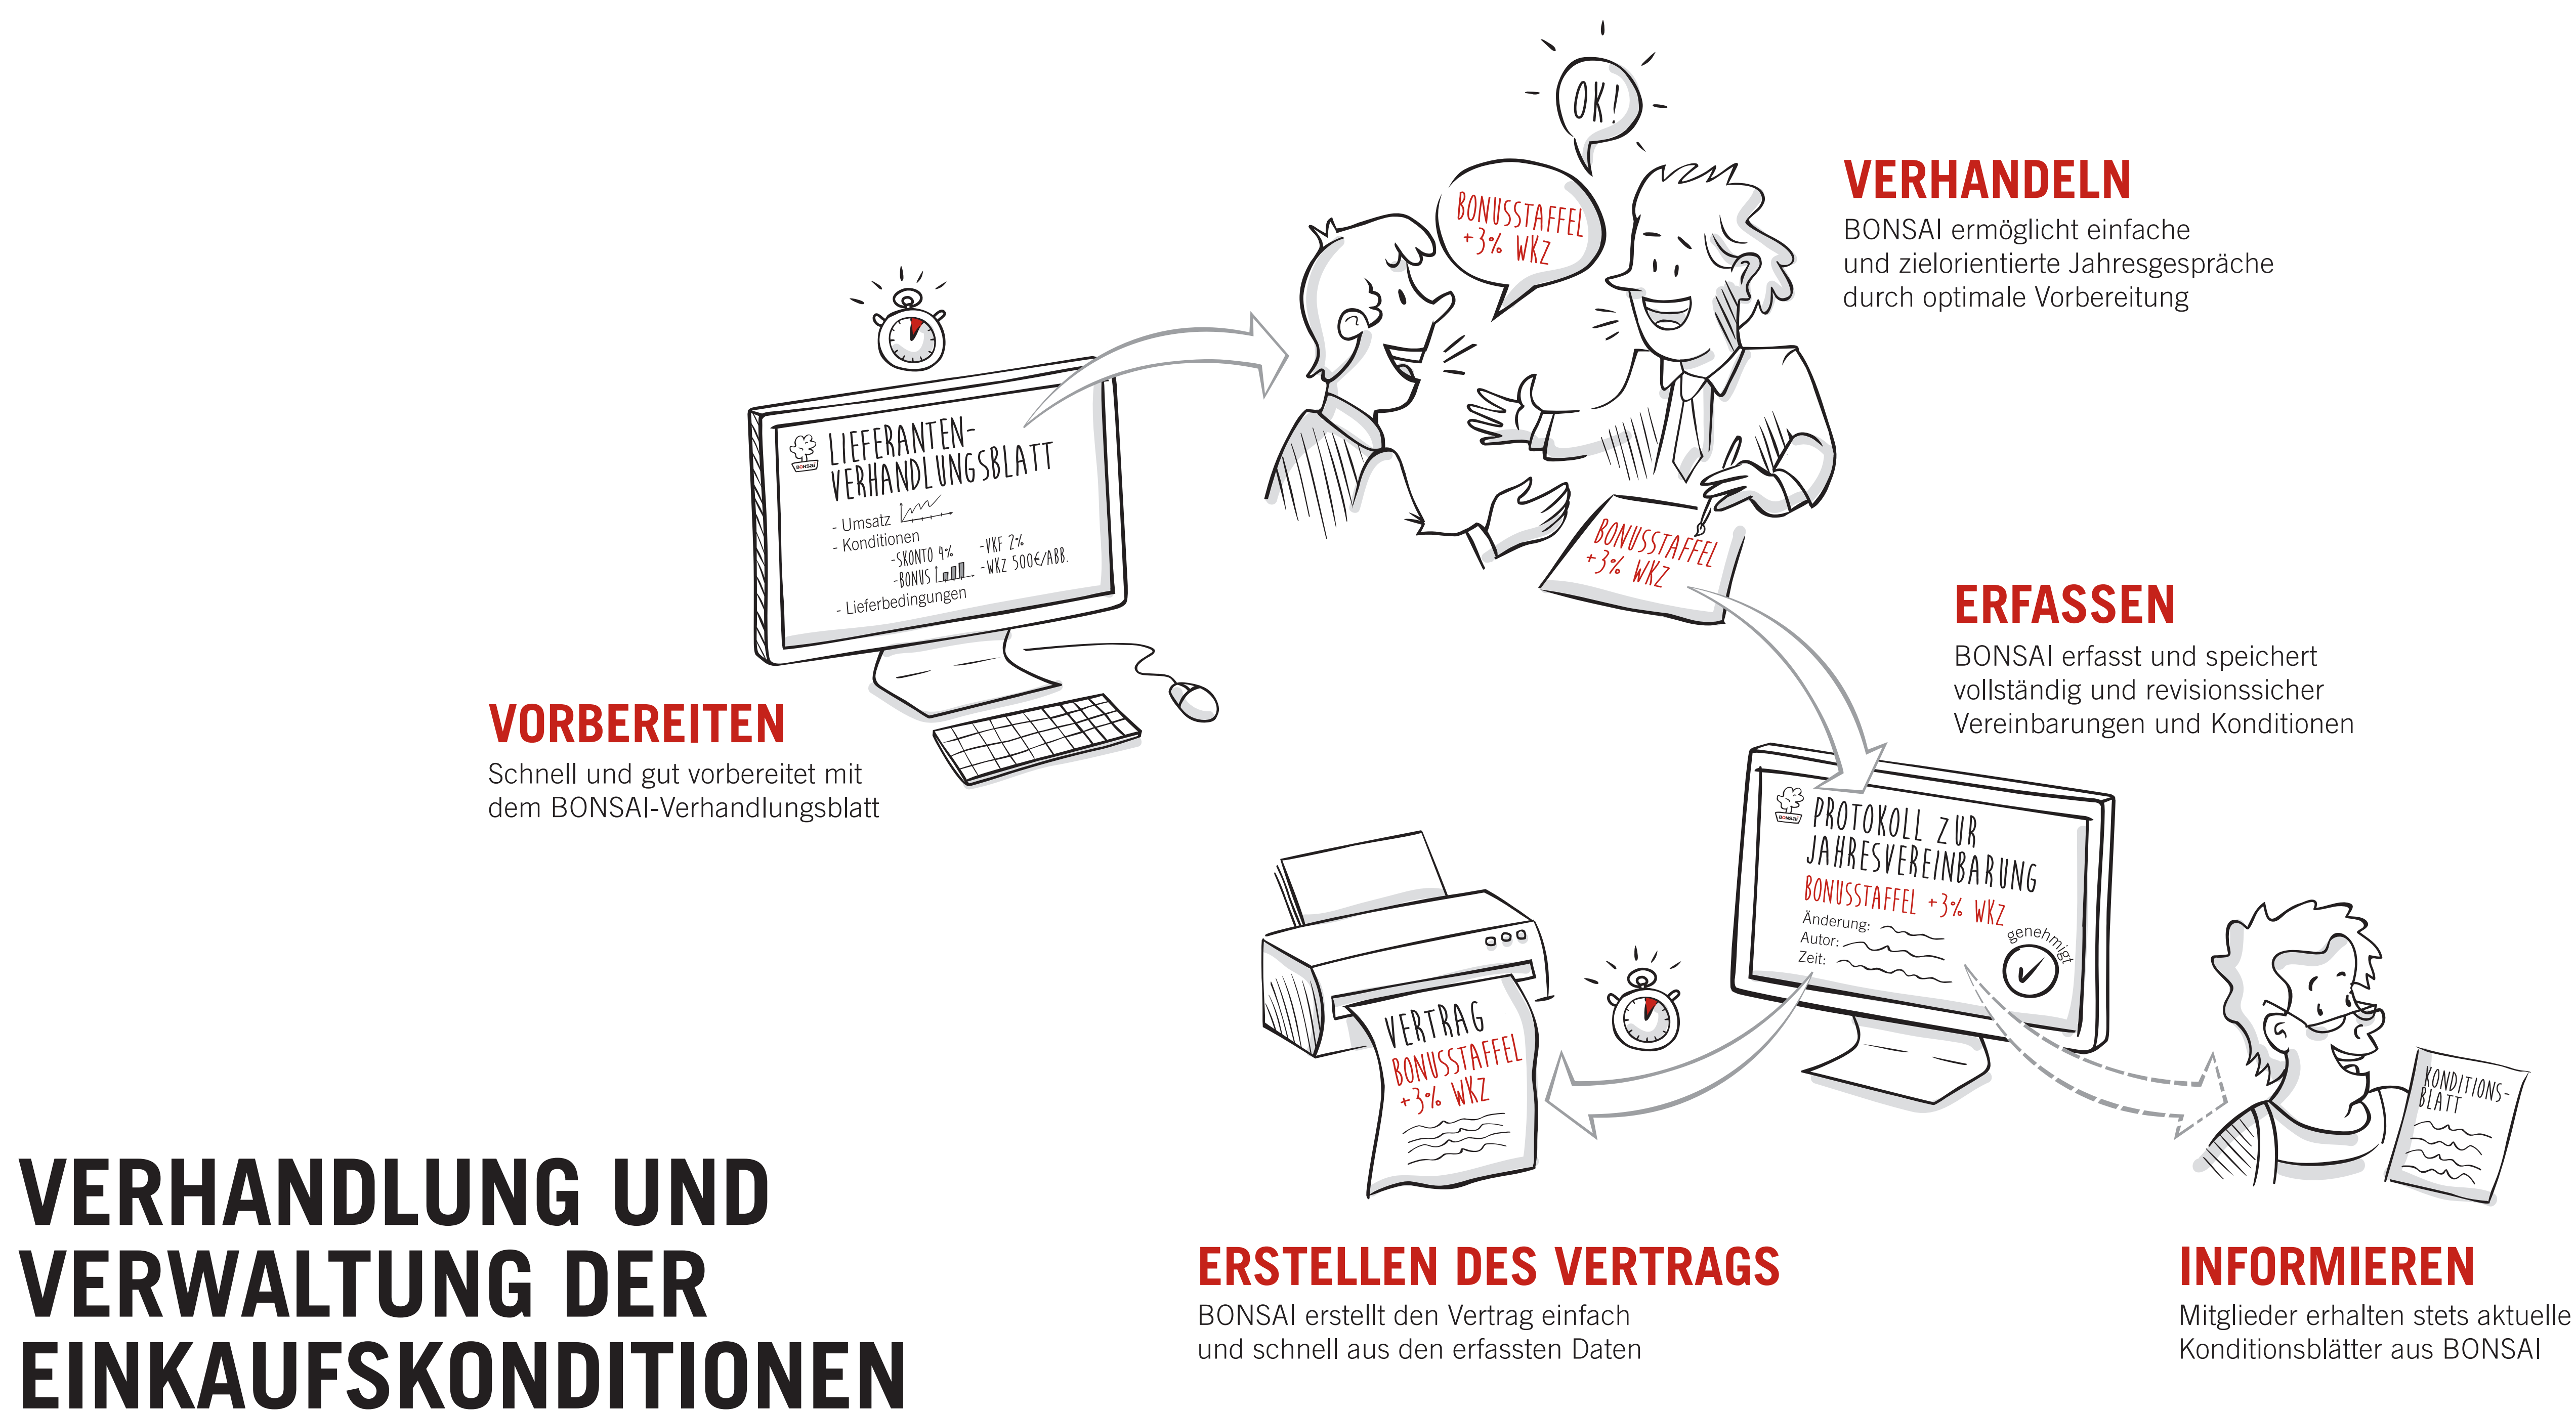 OK!
BONUSSTAFFEL
+3% WKZ
VERHANDELN
BONSAI ermöglicht einfache
und zielorientierte Jahresgespräche
durch optimale Vorbereitung
BONSAI
LIEFERANTEN-
VERHANDLUNGSBLATT
- Umsatz
- Konditionen
-SKONTO 4% -VKF 2%
-BONUS -WKZ 500€/ABB.
- Lieferbedingungen
BONUSSTAFFEL
+3% WKZ
VORBEREITEN
Schnell und gut vorbereitet mit
dem BONSAI-Verhandlungsblatt
ERFASSEN
BONSAI erfasst und speichert
vollständig und revisionssicher
Vereinbarungen und Konditionen
BONSAI
PROTOKOLL ZUR
JAHRESVEREINBARUNG
BONUSSTAFFEL +3% WKZ
Änderung:
Autor:
Zeit:
genehmigt
VERTRAG
BONUSSTAFFEL
+3% WKZ
KONDITIONS-
BLATT
ERSTELLEN DES VERTRAGS
BONSAI erstellt den Vertrag einfach
und schnell aus den erfassten Daten
INFORMIEREN
Mitglieder erhalten stets aktuelle
Konditionsblätter aus BONSAI
VERHANDLUNG UND
VERWALTUNG DER
EINKAUFSKONDITIONEN